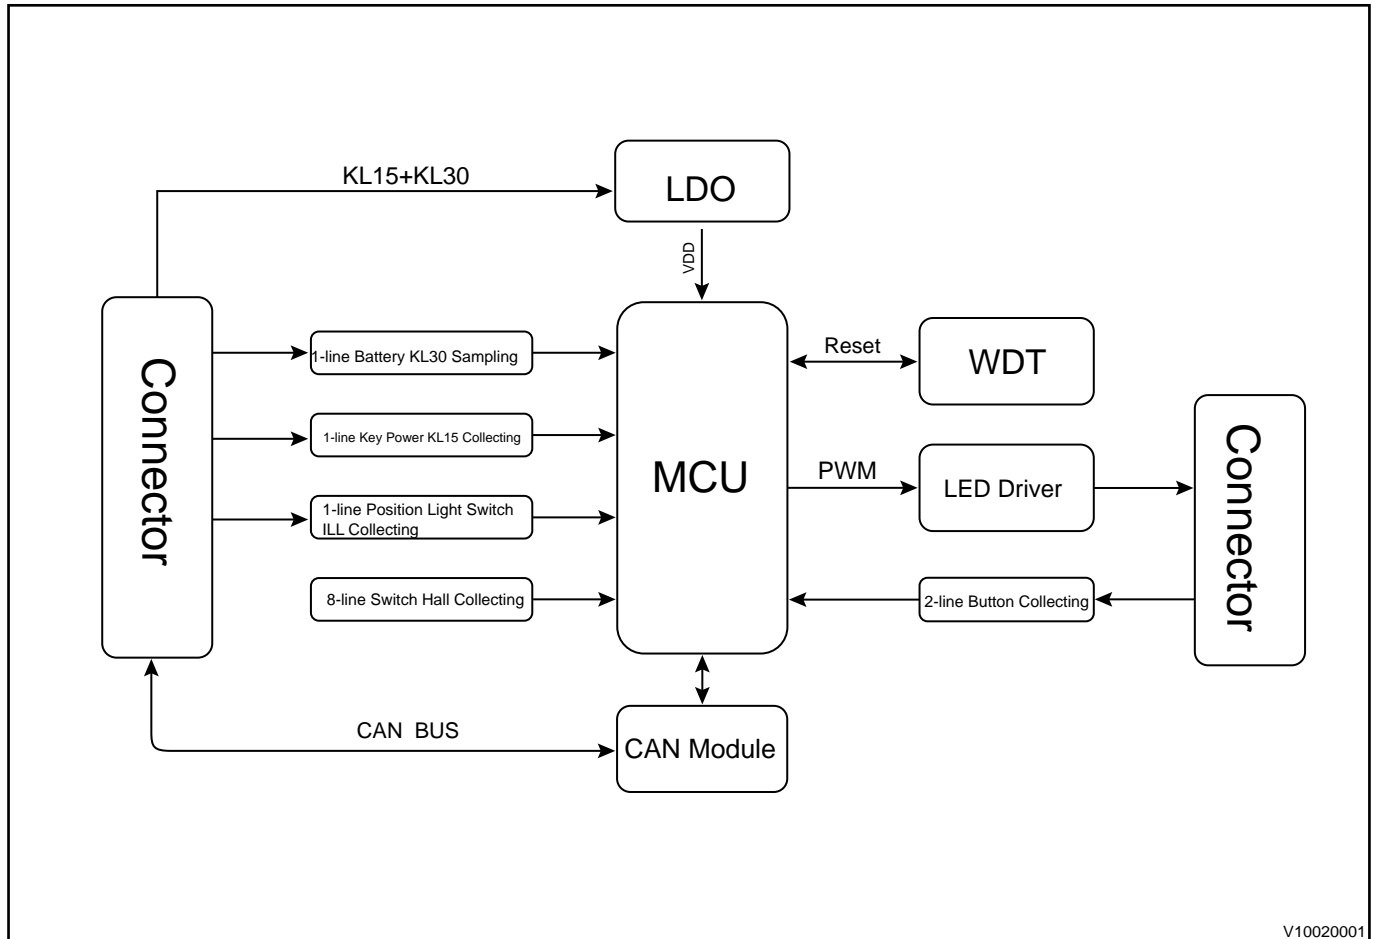 KL15+KL30
LDO
VDD
Connector
1-line Battery KL30 Sampling
1-line Key Power KL15 Collecting
1-line Position Light Switch
ILL Collecting
8-line Switch Hall Collecting
MCU
Reset
WDT
PWM
LED Driver
2-line Button Collecting
Connector
CAN BUS
CAN Module
V10020001